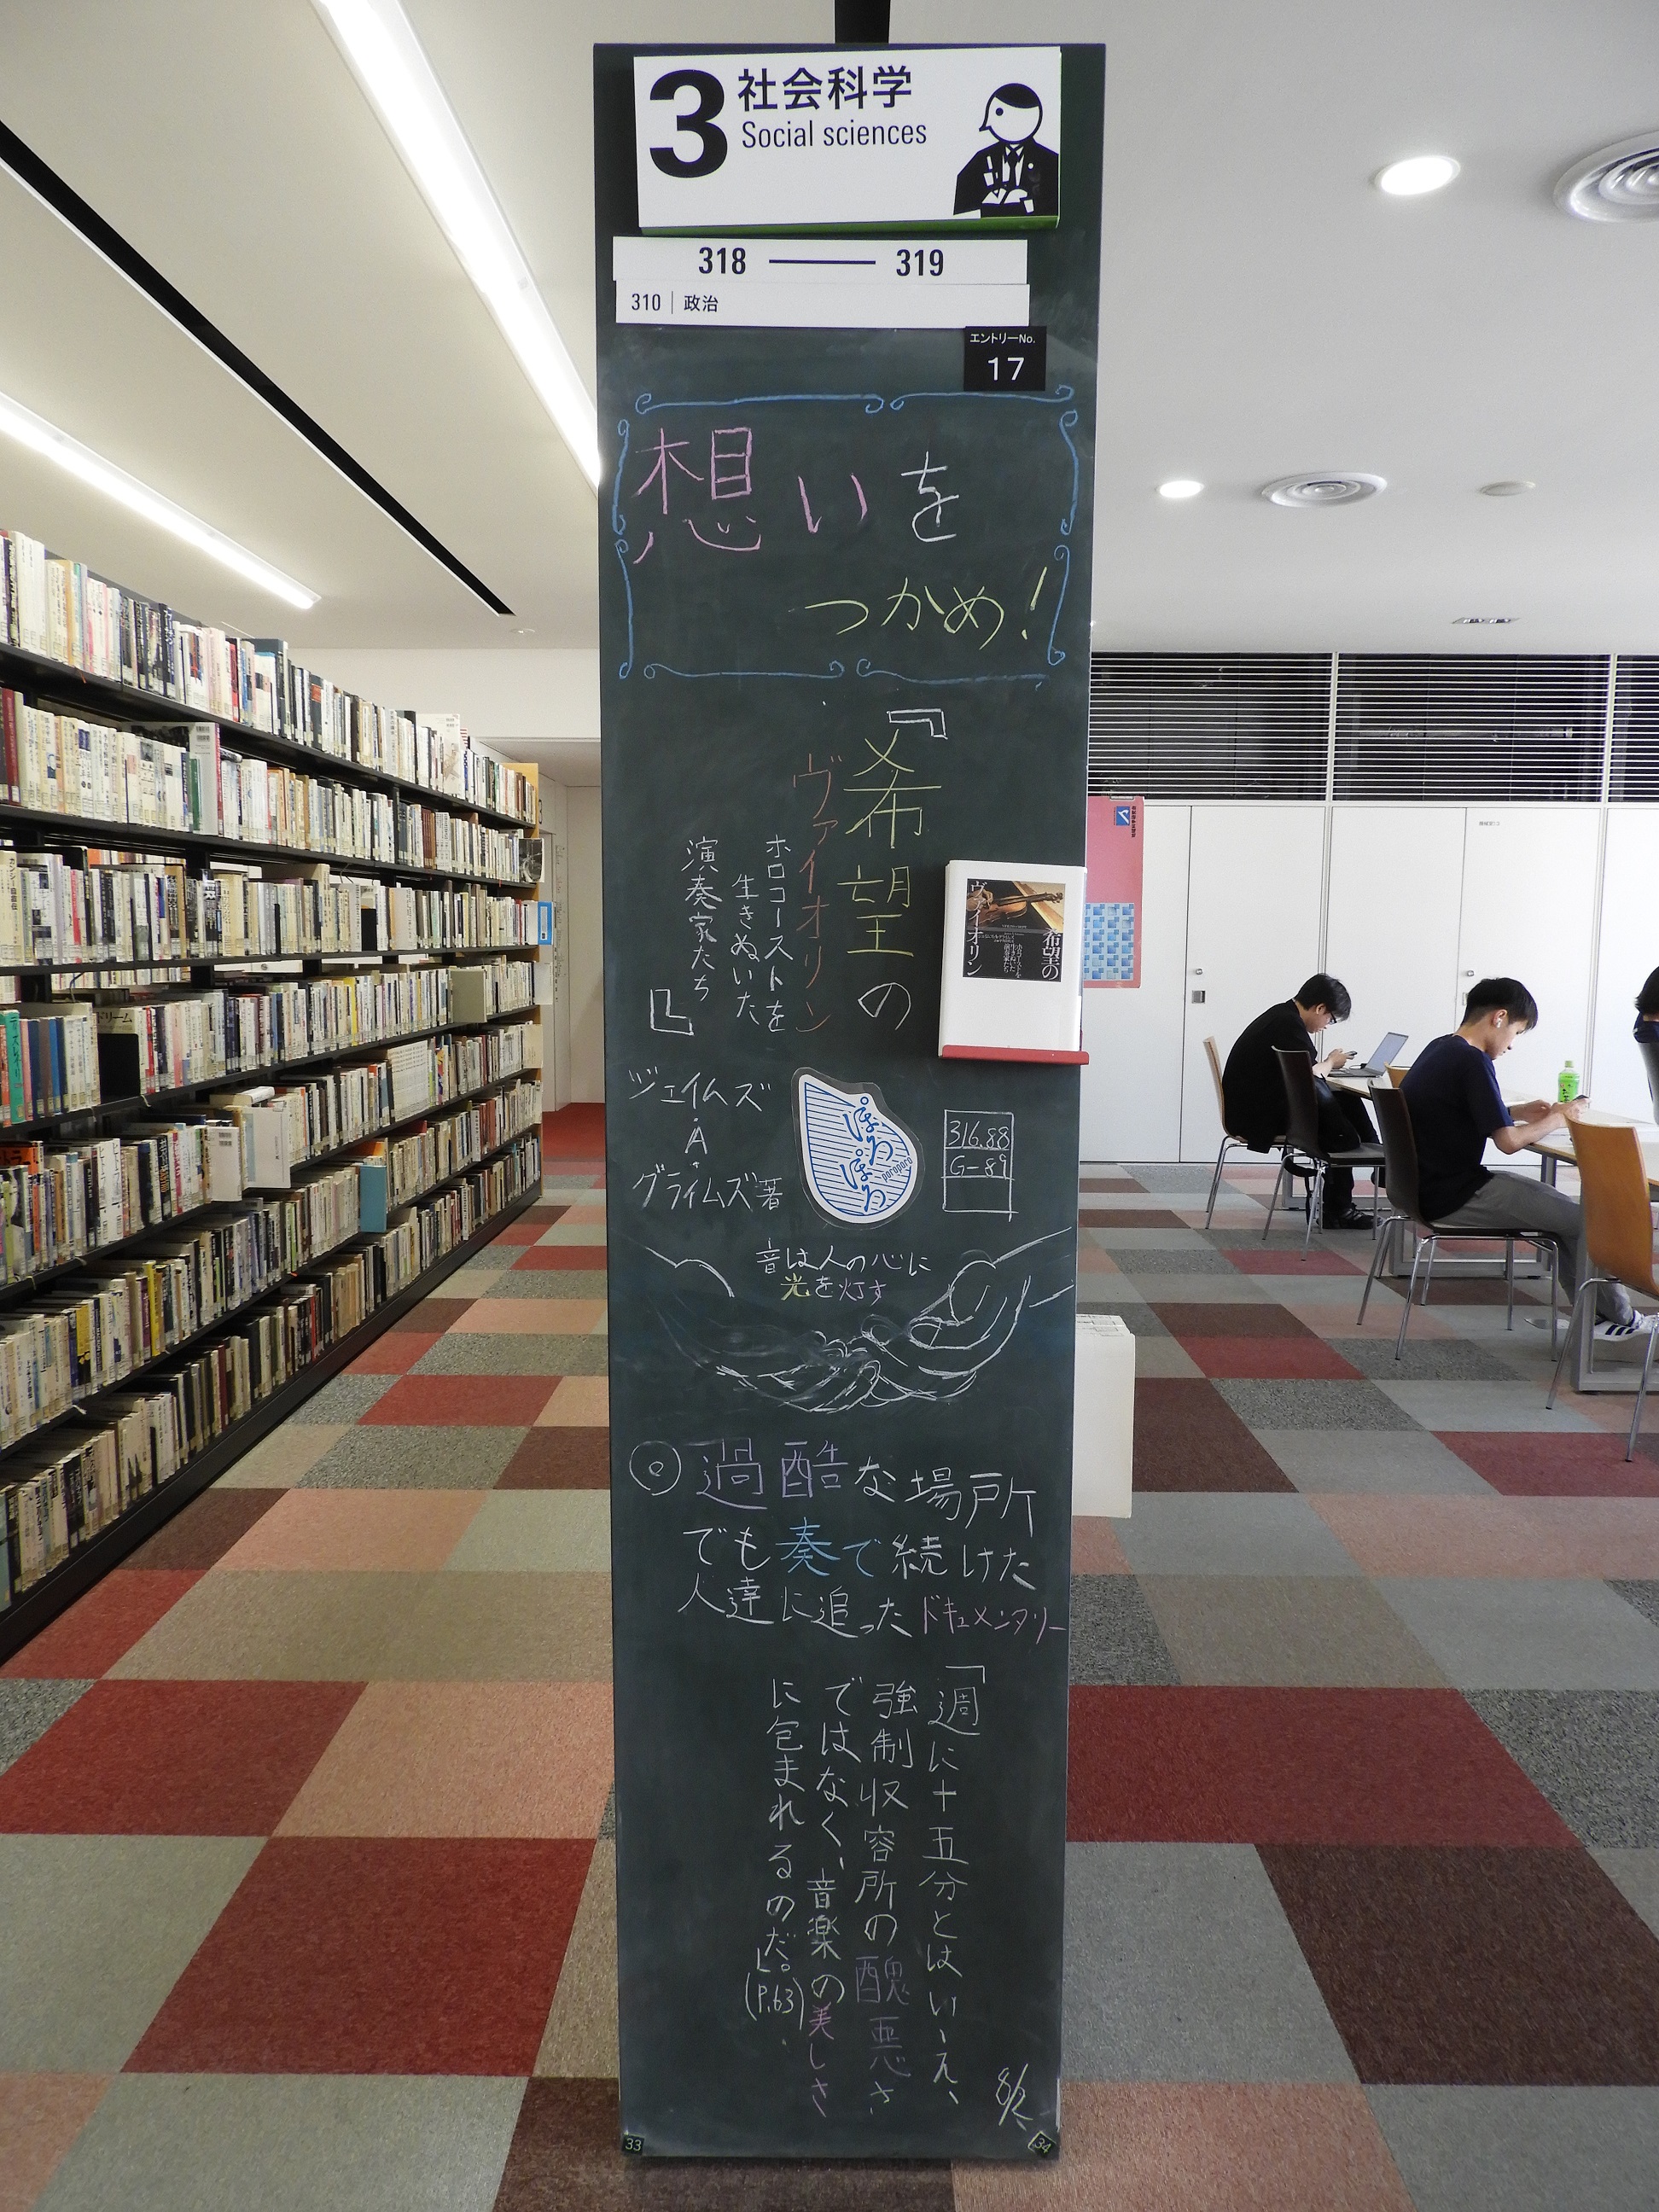 3
社会科学
Social sciences
318 — 319
310 | 政治
エントリーNo.
17
想いを
つかめ!
『希望の
ヴァイオリン
ホロコーストを
生きぬいた
演奏家たち』
ジェイムズ
・A・
グライムズ著
ぽろ
ぽろ
poroporo
316.88
G-89
希望の
ヴァイオリン
音は人の心に
光を灯す
◎過酷な場所
でも奏で続けた
人達に追ったドキュメンタリー
「週に十五分とはいえ、
強制収容所の醜悪さ
ではなく、音楽の美しさ
に包まれるのだ。」
(P.63)
8/2
33
34